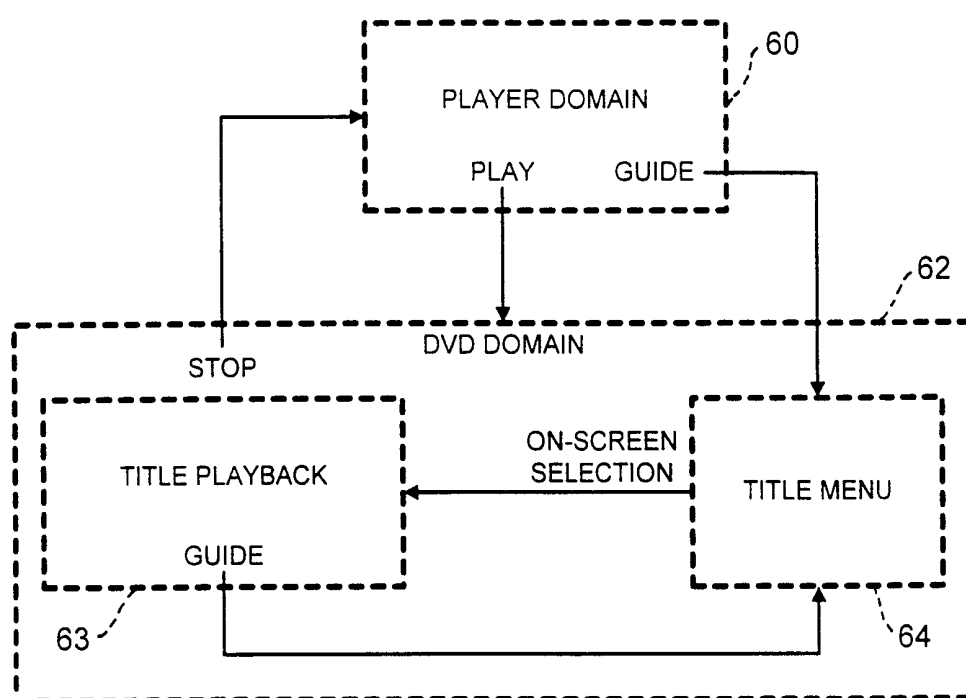 60
PLAYER DOMAIN
PLAY
GUIDE
62
DVD DOMAIN
STOP
ON-SCREEN
SELECTION
TITLE PLAYBACK
TITLE MENU
GUIDE
63
64